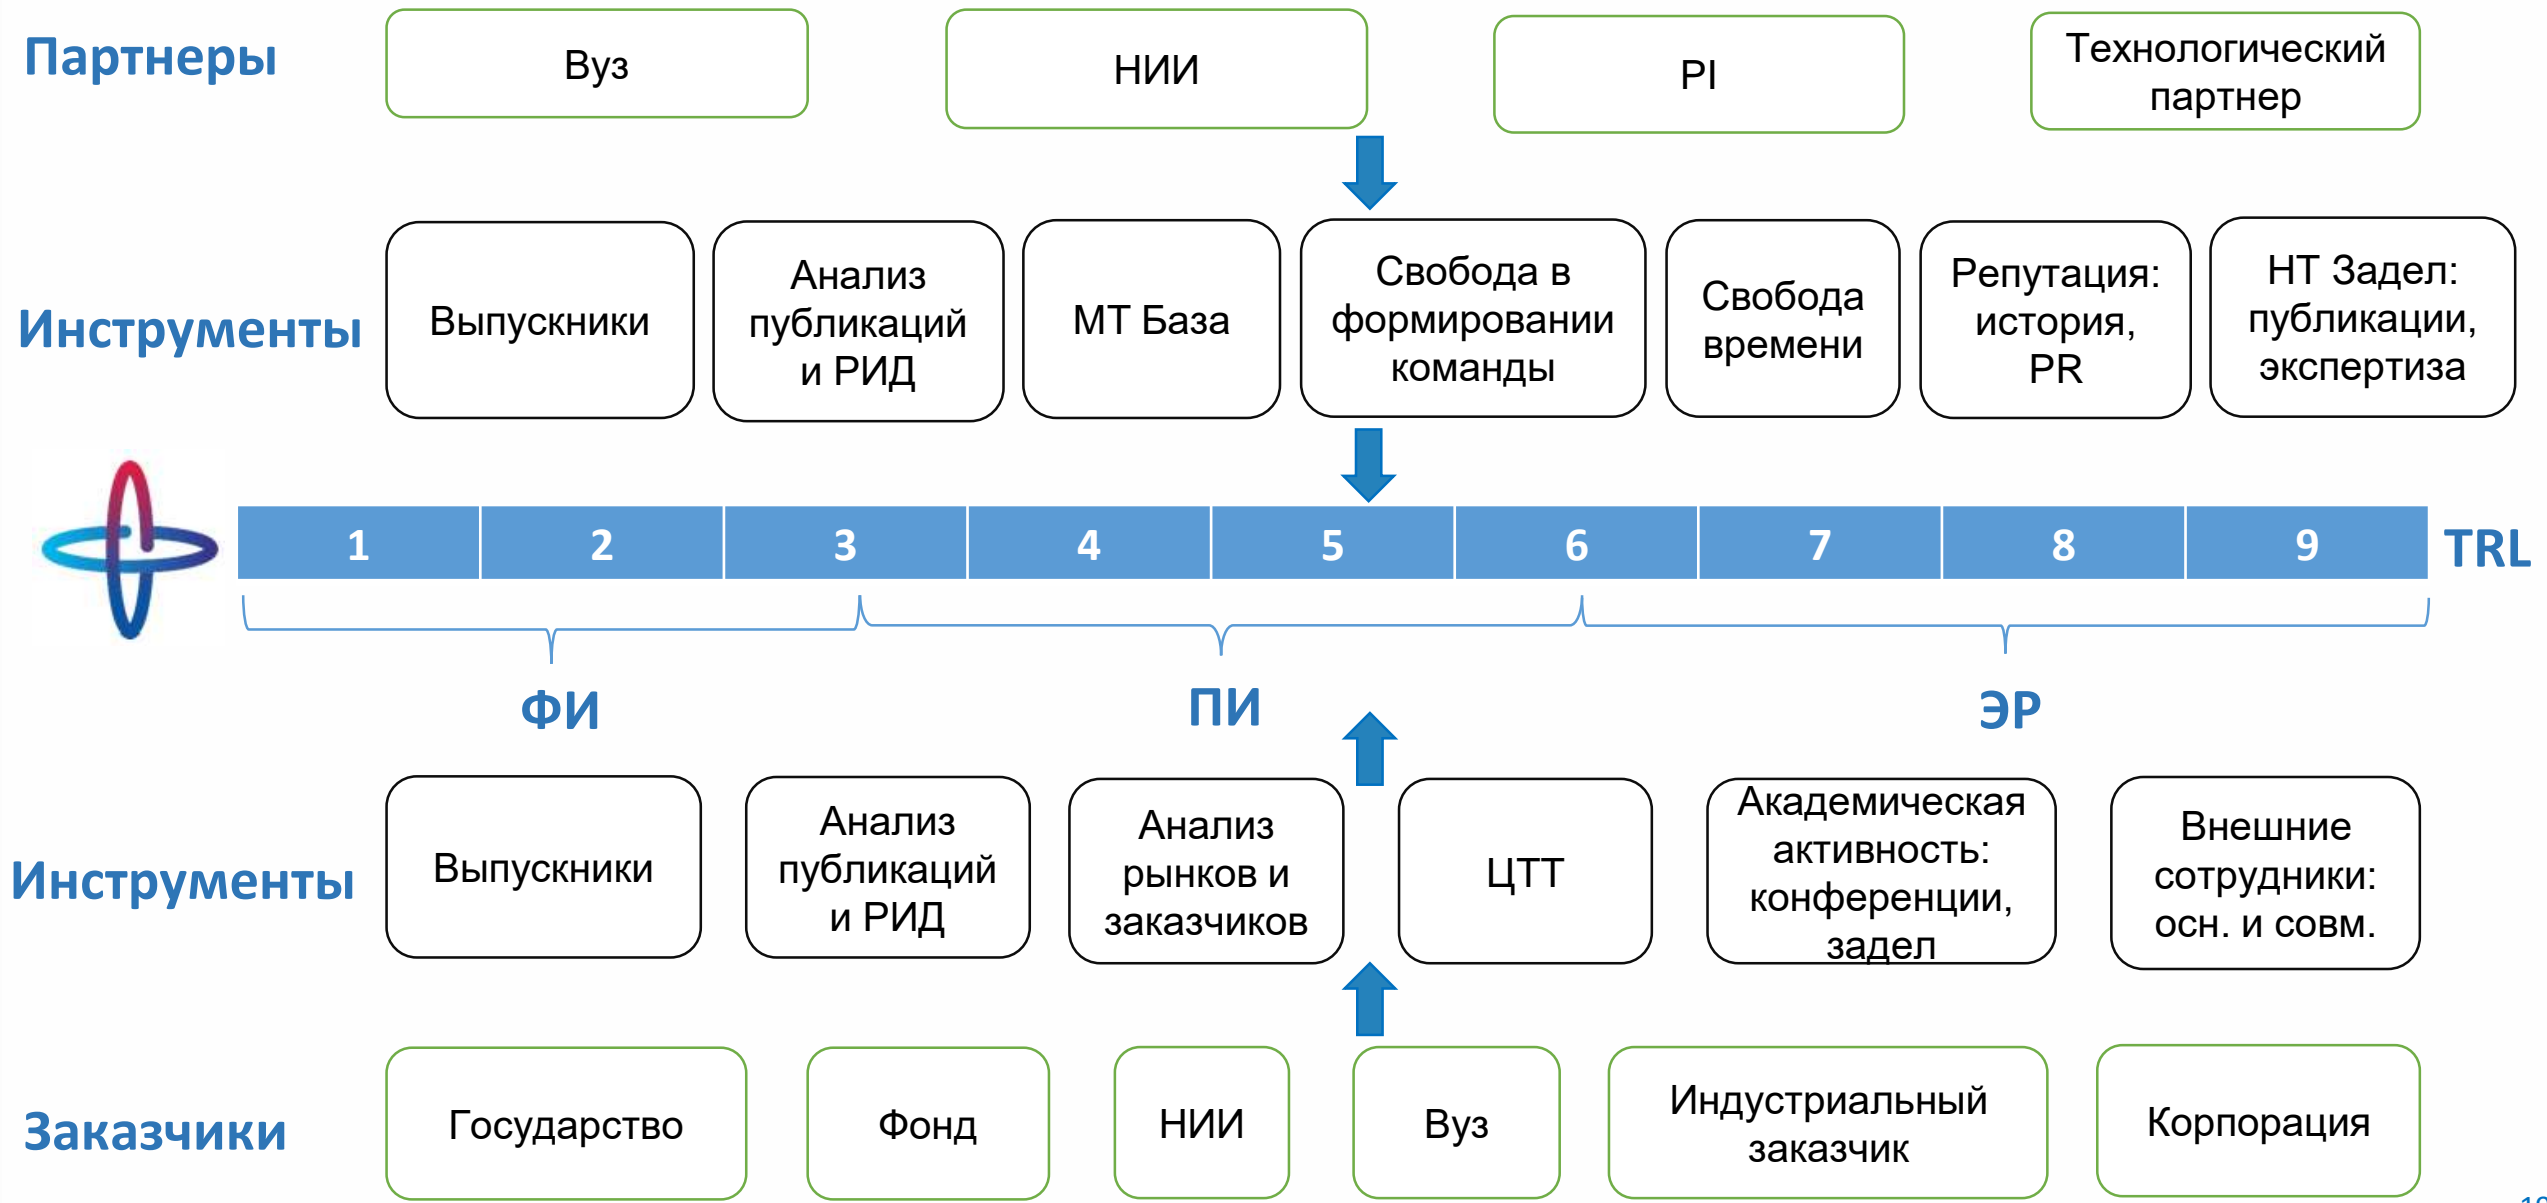 Партнеры
Вуз
НИИ
PI
Технологический
партнер
Инструменты
Выпускники
Анализ
публикаций
и РИД
МТ База
Свобода в
формировании
команды
Свобода
времени
Репутация:
история,
PR
НТ Задел:
публикации,
экспертиза
1
2
3
4
5
6
7
8
9
TRL
ФИ
ПИ
ЭР
Инструменты
Выпускники
Анализ
публикаций
и РИД
Анализ
рынков и
заказчиков
ЦТТ
Академическая
активность:
конференции,
задел
Внешние
сотрудники:
осн. и совм.
Заказчики
Государство
Фонд
НИИ
Вуз
Индустриальный
заказчик
Корпорация